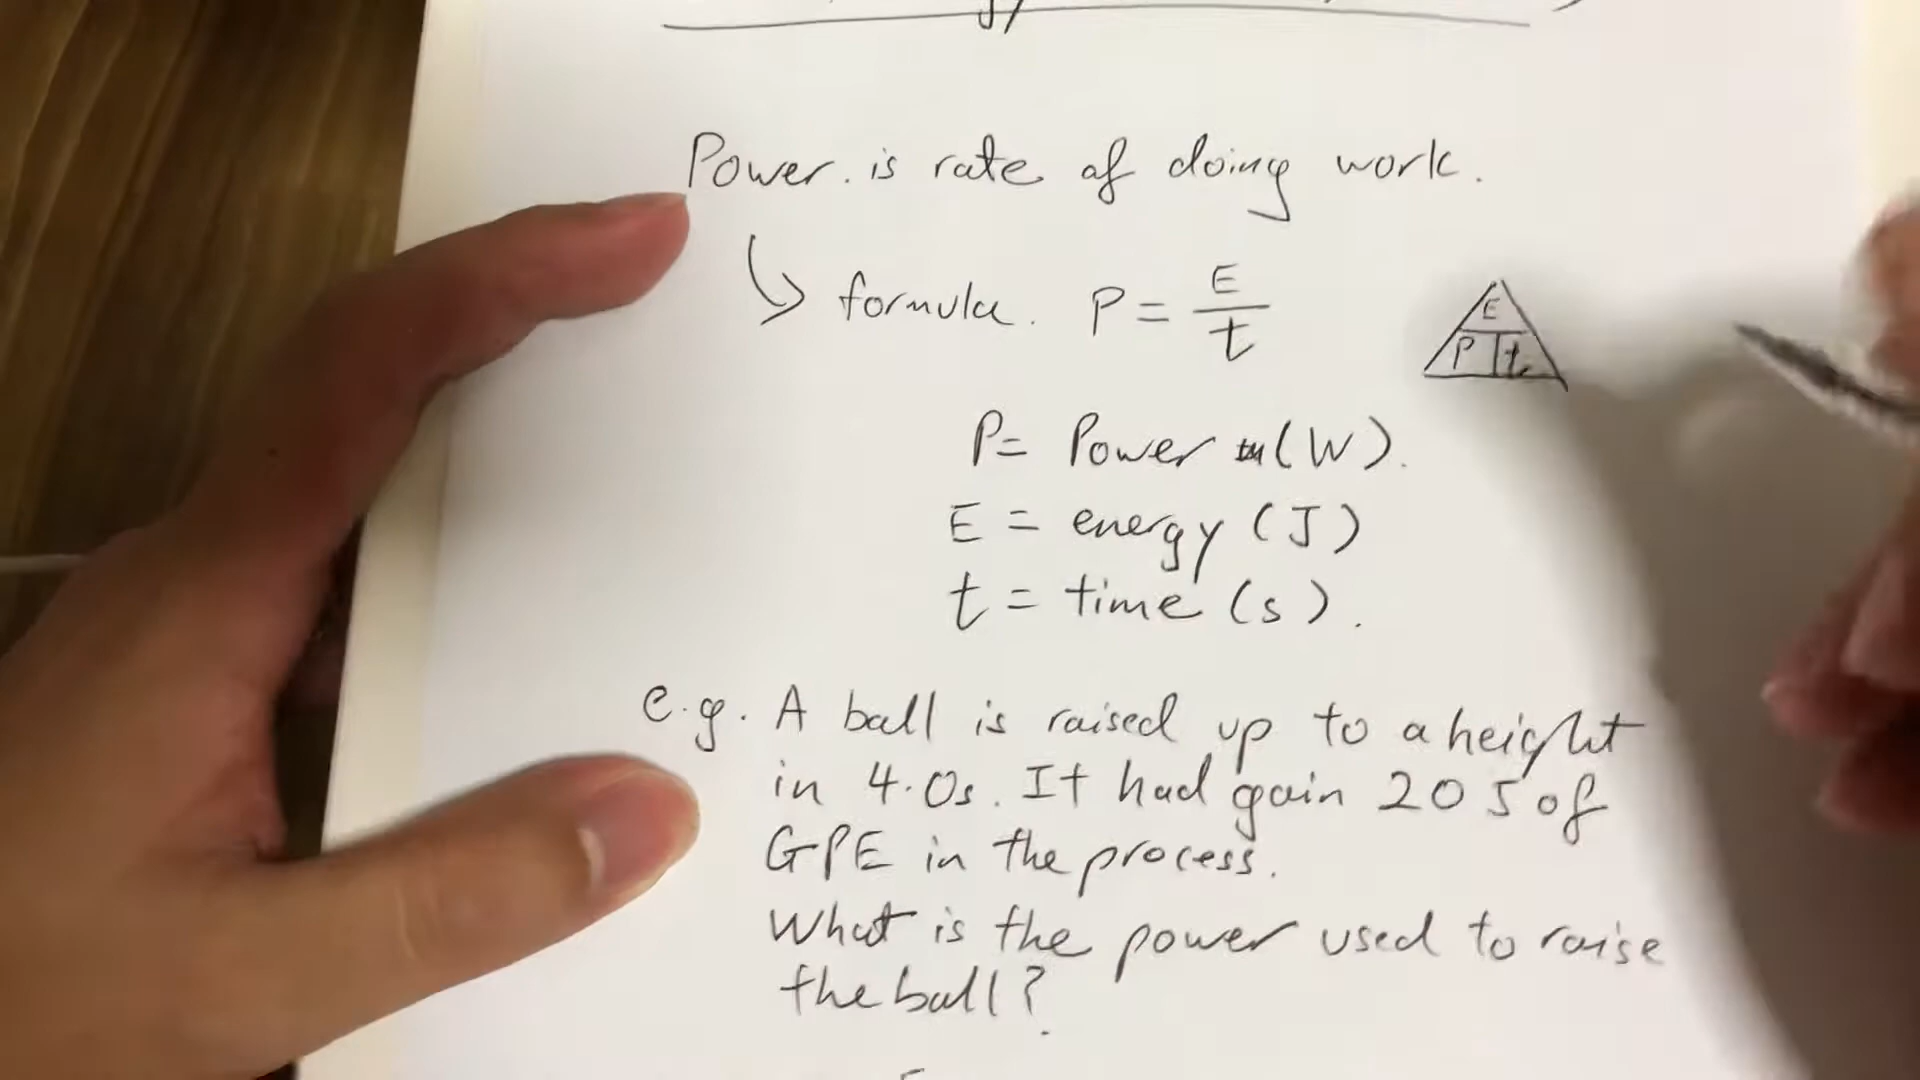 Power. is rate of doing work.
formula. P = E/t
E
P t
P = Power (W).
E = energy (J)
t = time (s).
e.g. A ball is raised up to a height
in 4.0s. It had gain 20 J of
GPE in the process.
What is the power used to raise
the ball?